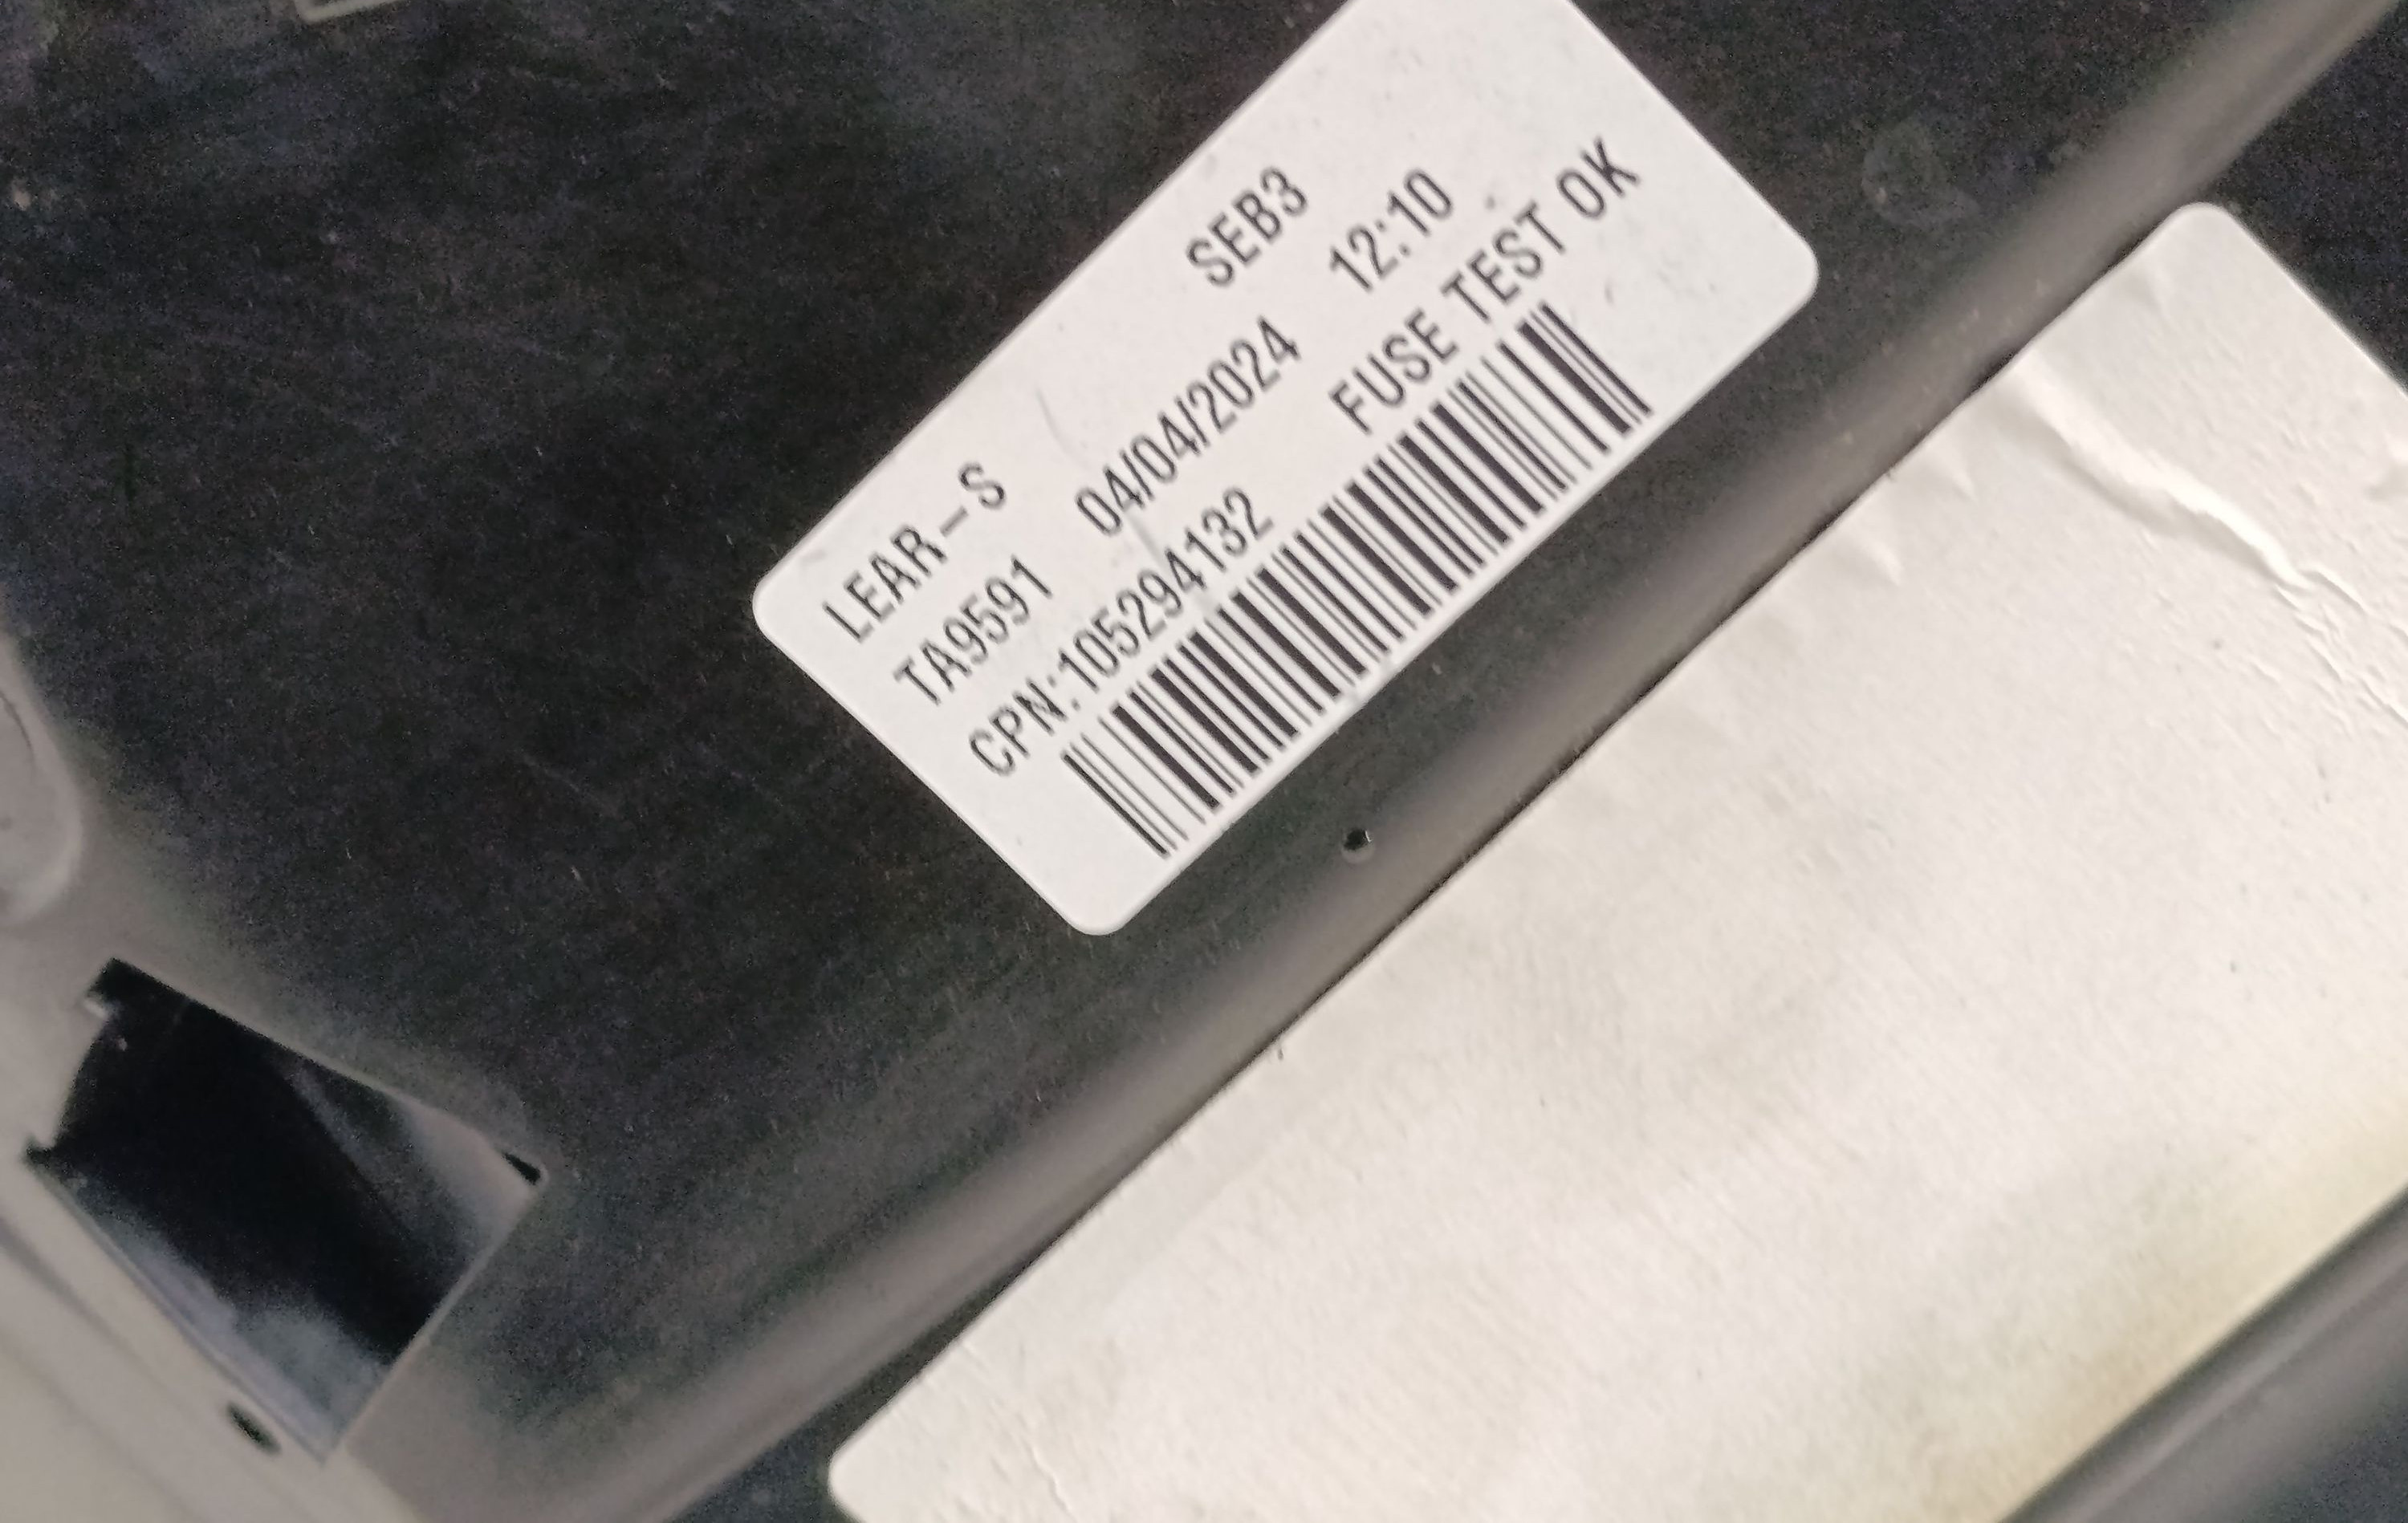 LEAR-S SEB3
TA9591 04/04/2024 12:10
CPN:105294132 FUSE TEST OK